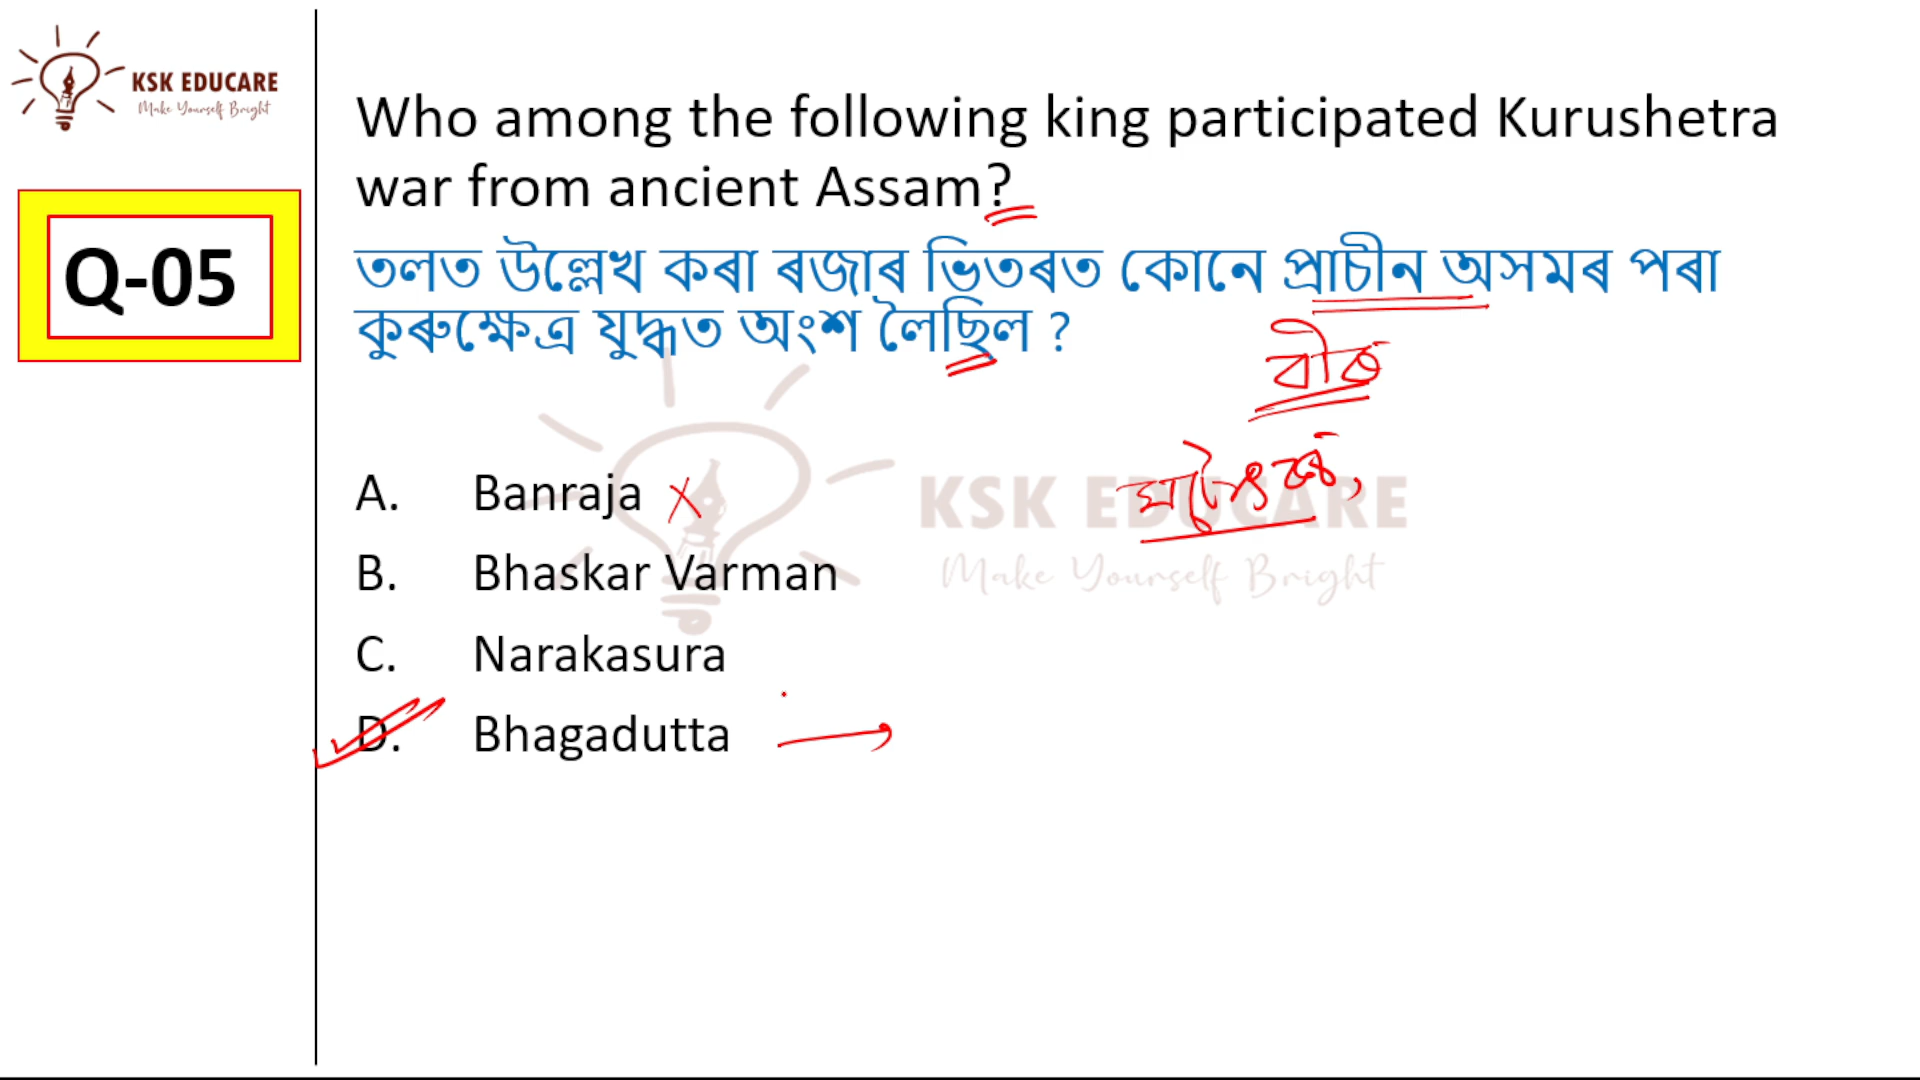 KSK EDUCARE
Make Yourself Bright
Q-05
Who among the following king participated Kurushetra
war from ancient Assam?
তলত উল্লেখ কৰা ৰজাৰ ভিতৰত কোনে প্ৰাচীন অসমৰ পৰা
কুৰুক্ষেত্ৰ যুদ্ধত অংশ লৈছিল ?
বীৰ
A. Banraja
KSK EDUCARE
B. Bhaskar Varman
Make Yourself Bright
C. Narakasura
D. Bhagadutta